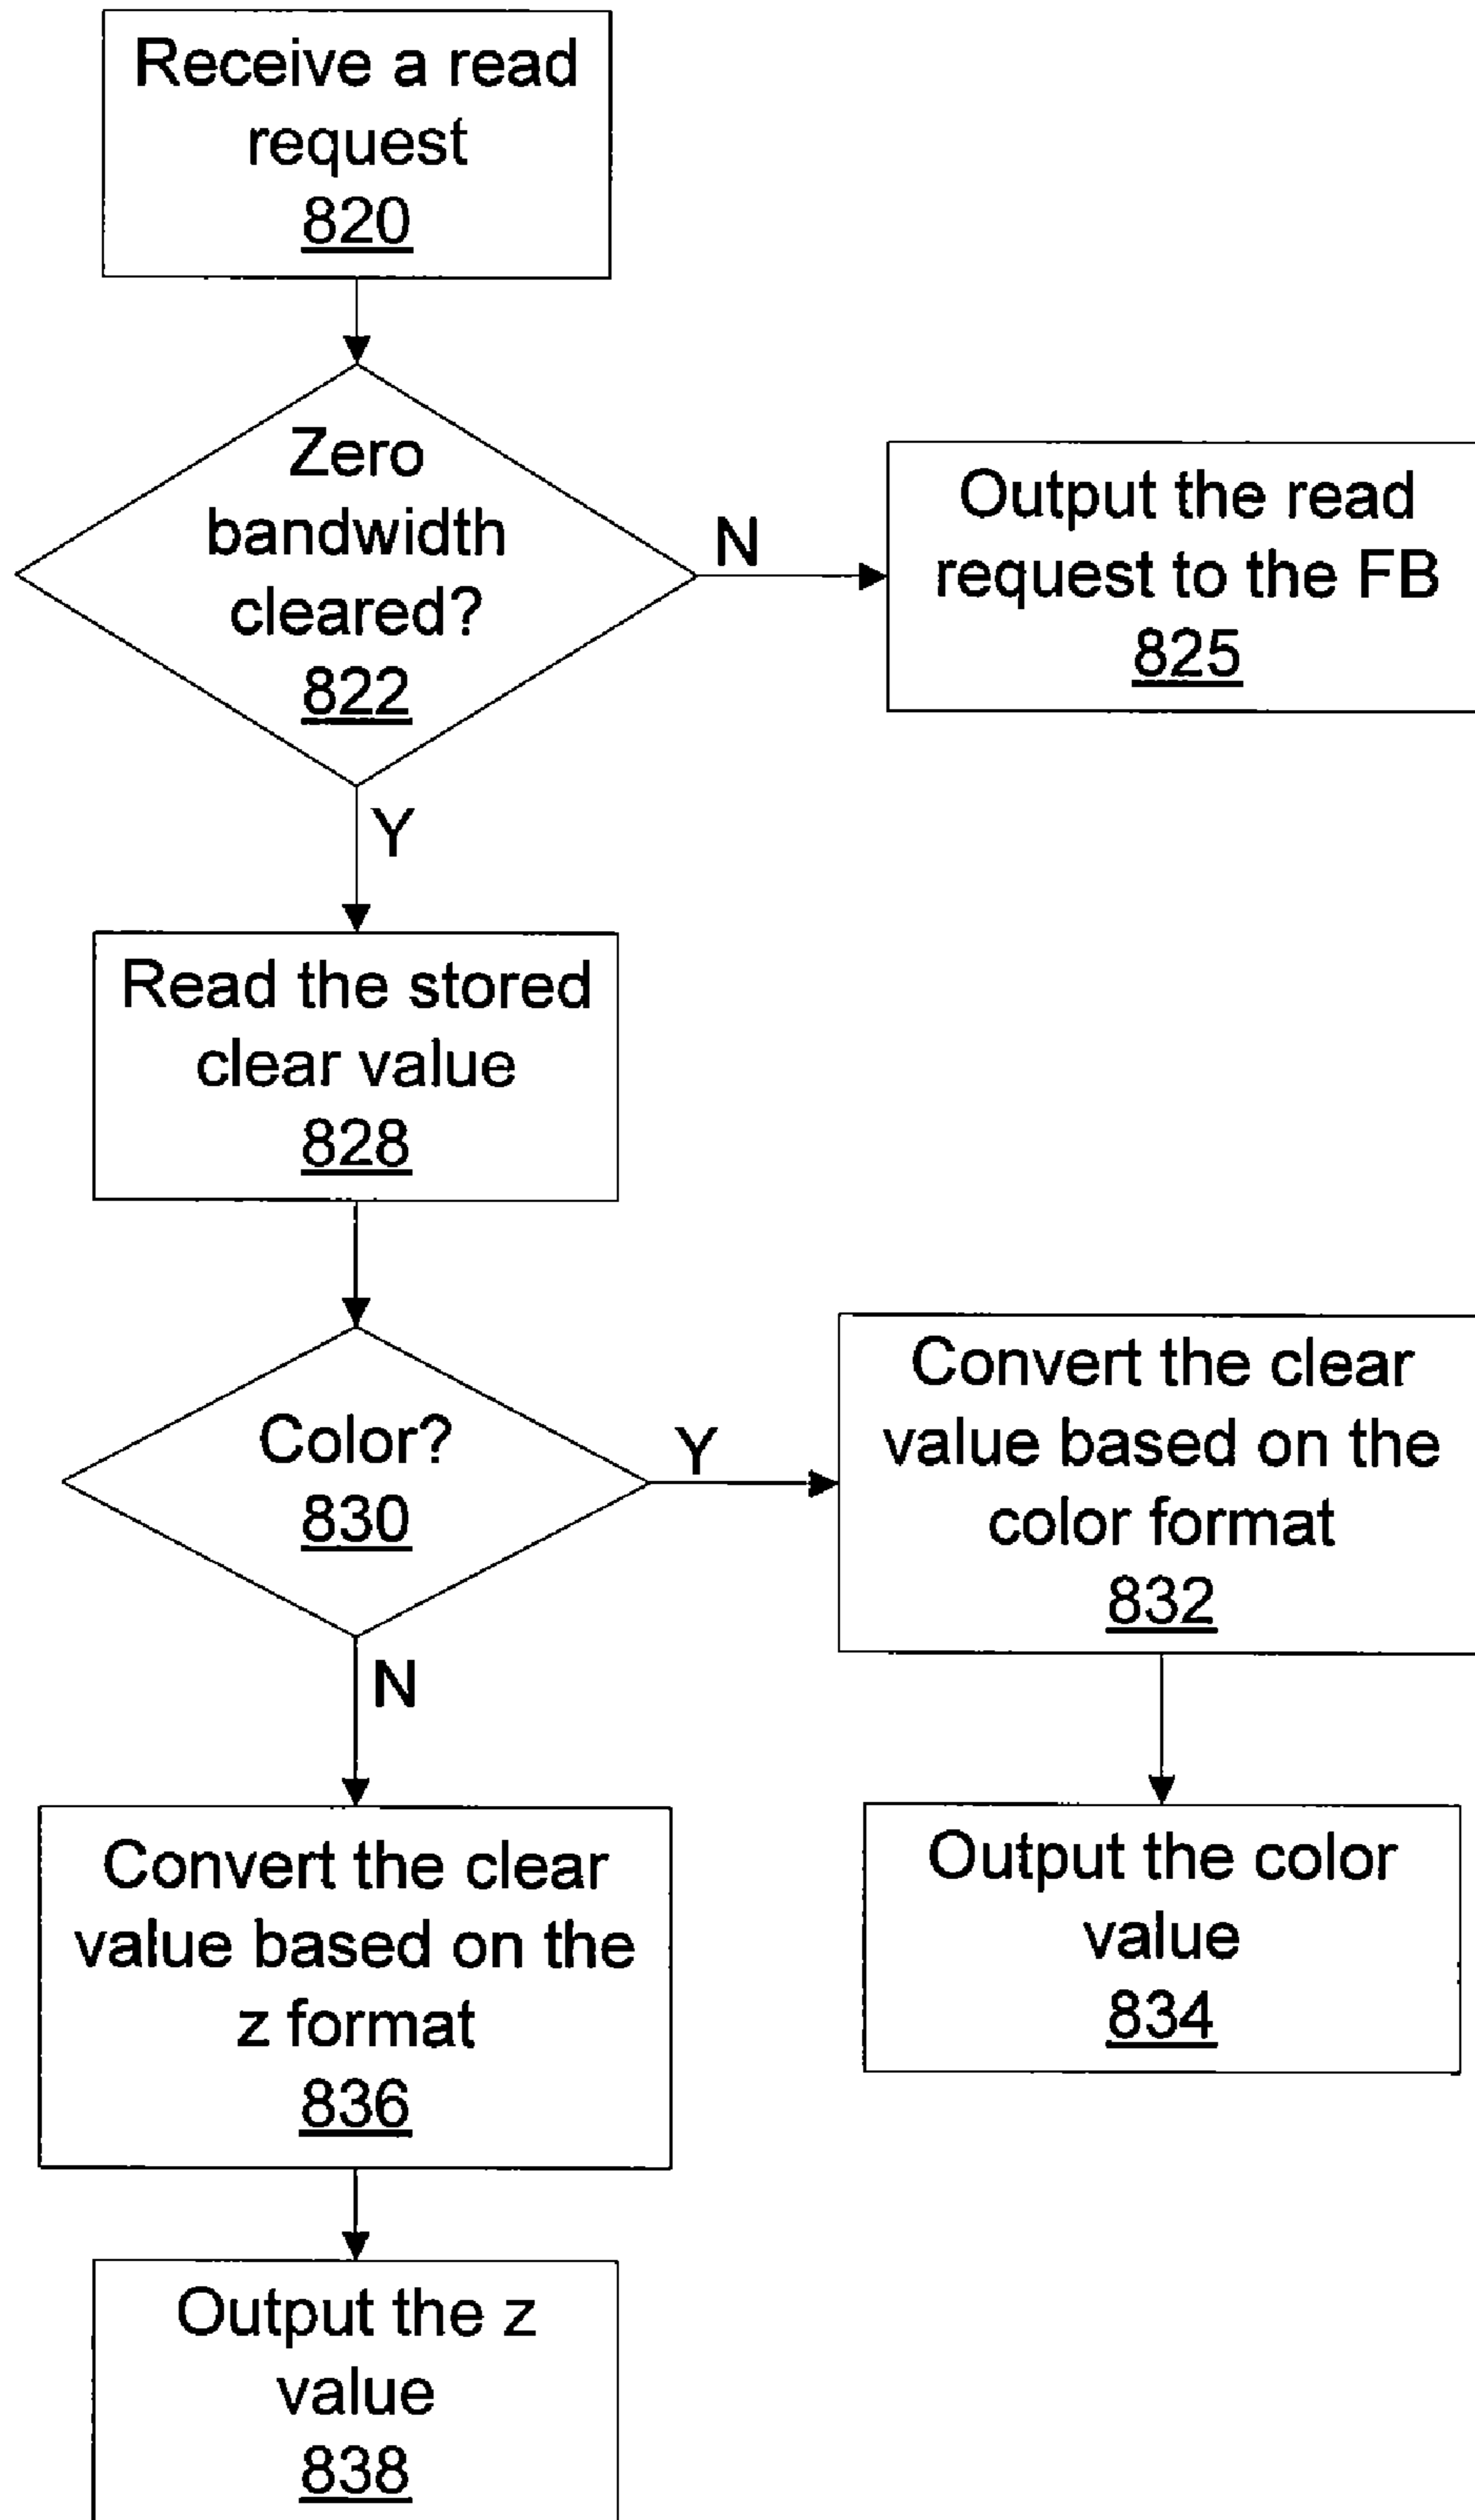 Receive a read
request
820
Zero
bandwidth
cleared?
822
N
Output the read
request to the FB
825
Y
Read the stored
clear value
828
Color?
830
Y
Convert the clear
value based on the
color format
832
N
Convert the clear
value based on the
z format
836
Output the color
value
834
Output the z
value
838